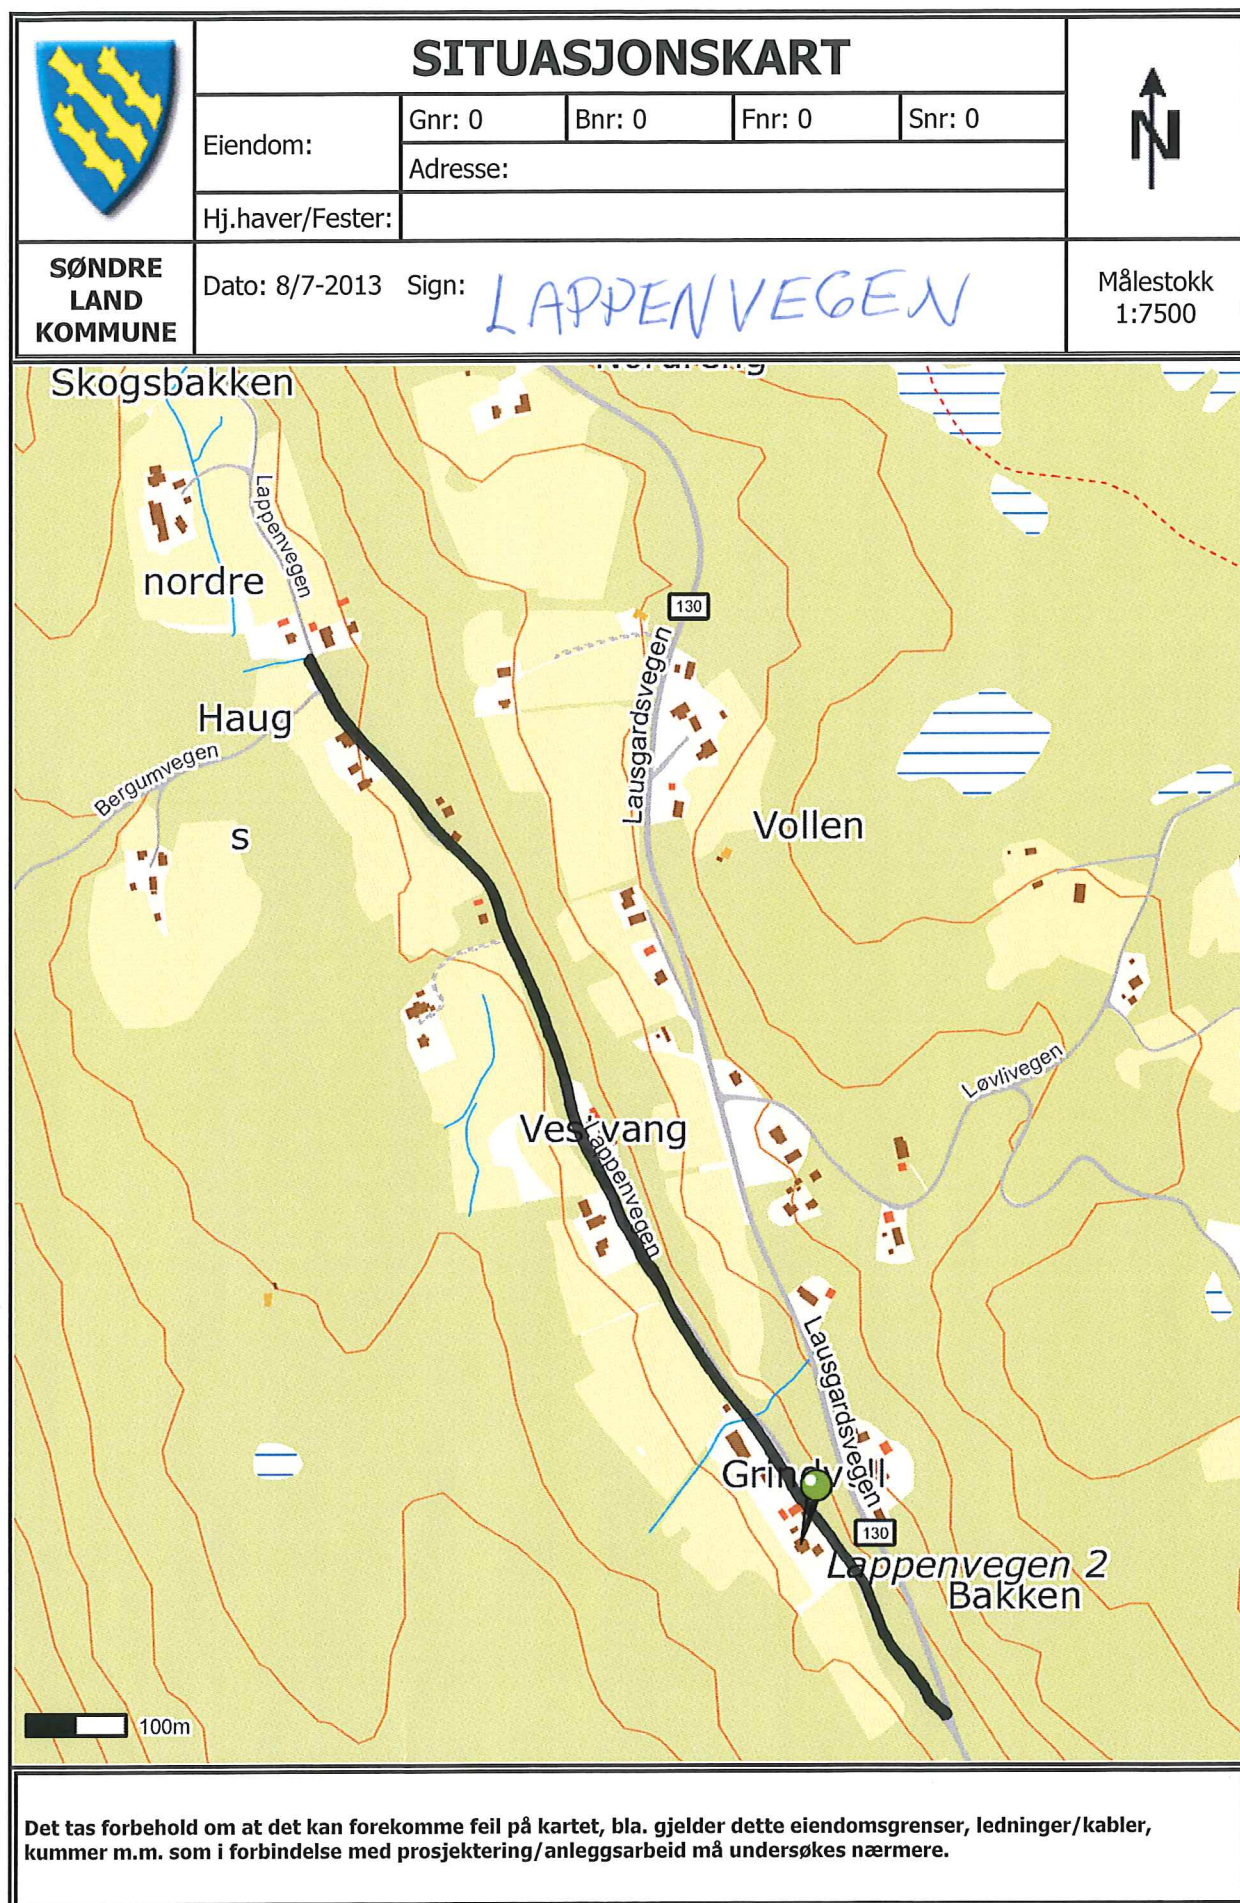 SITUASJONSKART
Eiendom:
Gnr: 0
Bnr: 0
Fnr: 0
Snr: 0
Adresse:
Hj.haver/Fester:
N
SØNDRE
LAND
KOMMUNE
Dato: 8/7-2013
Sign:
LAPPENVEGEN
Målestokk
1:7500
Skogsbakken
Lappenvegen
nordre
130
Lausgardsvegen
Haug
Bergumvegen
s
Vollen
Løvlivegen
Vestvang
Lappenvegen
Lausgardsvegen
Grindvoll
130
Lappenvegen 2
Bakken
100m
Det tas forbehold om at det kan forekomme feil på kartet, bla. gjelder dette eiendomsgrenser, ledninger/kabler,
kummer m.m. som i forbindelse med prosjektering/anleggsarbeid må undersøkes nærmere.